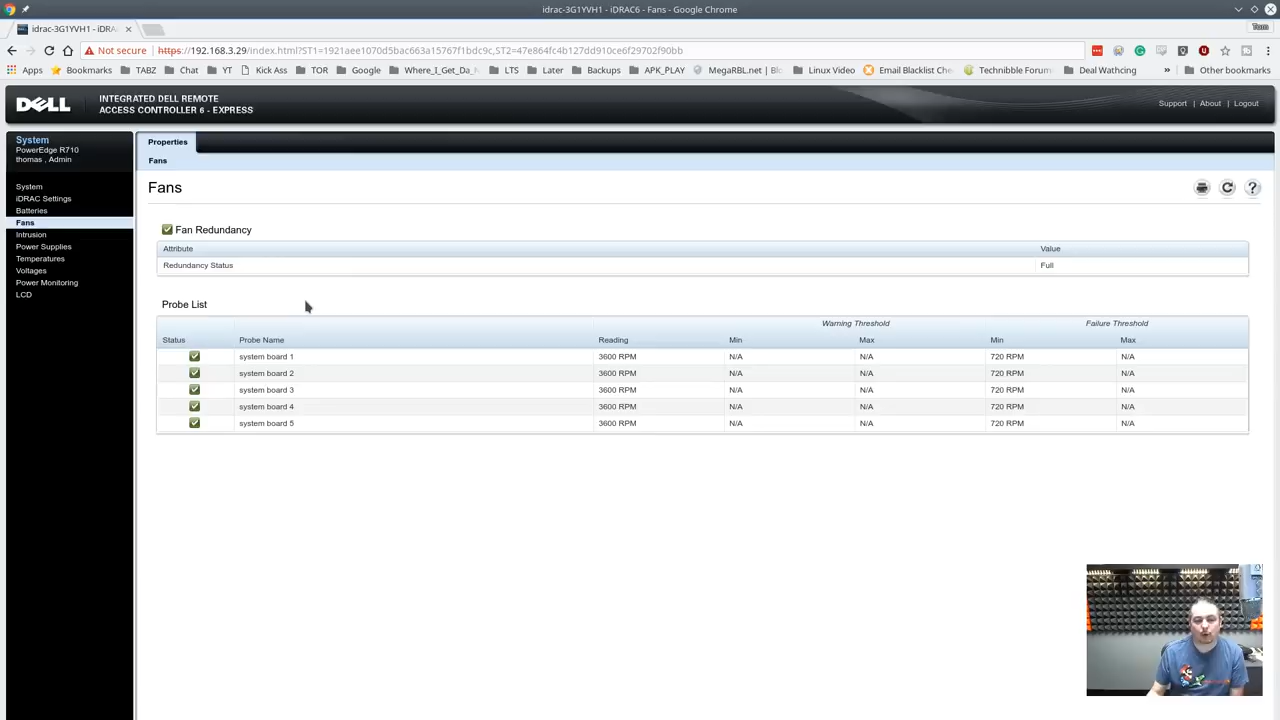 idrac-3G1YVH1 - iDRAC6 - Fans - Google Chrome
idrac-3G1YVH1 - iDRA
Tom
Not secure https://192.168.3.29/index.html?ST1=1921aee1070d5bac663a15767f1bdc9c,ST2=47e864fc4b127dd910ce6f29702f90bb
Apps Bookmarks TABZ Chat YT Kick Ass TOR Google Where_I_Get_Da_ LTS Later Backups APK_PLAY MegaRBL.net | Blo Linux Video Email Blacklist Che Technibble Forum Deal Wathcing » Other bookmarks
DELL
INTEGRATED DELL REMOTE
ACCESS CONTROLLER 6 - EXPRESS
Support | About | Logout
System
PowerEdge R710
thomas , Admin
System
iDRAC Settings
Batteries
Fans
Intrusion
Power Supplies
Temperatures
Voltages
Power Monitoring
LCD
Properties
Fans
Fans
Fan Redundancy
Attribute Value
Redundancy Status Full
Probe List
Warning Threshold Failure Threshold
Status Probe Name Reading Min Max Min Max
system board 1 3600 RPM N/A N/A 720 RPM N/A
system board 2 3600 RPM N/A N/A 720 RPM N/A
system board 3 3600 RPM N/A N/A 720 RPM N/A
system board 4 3600 RPM N/A N/A 720 RPM N/A
system board 5 3600 RPM N/A N/A 720 RPM N/A